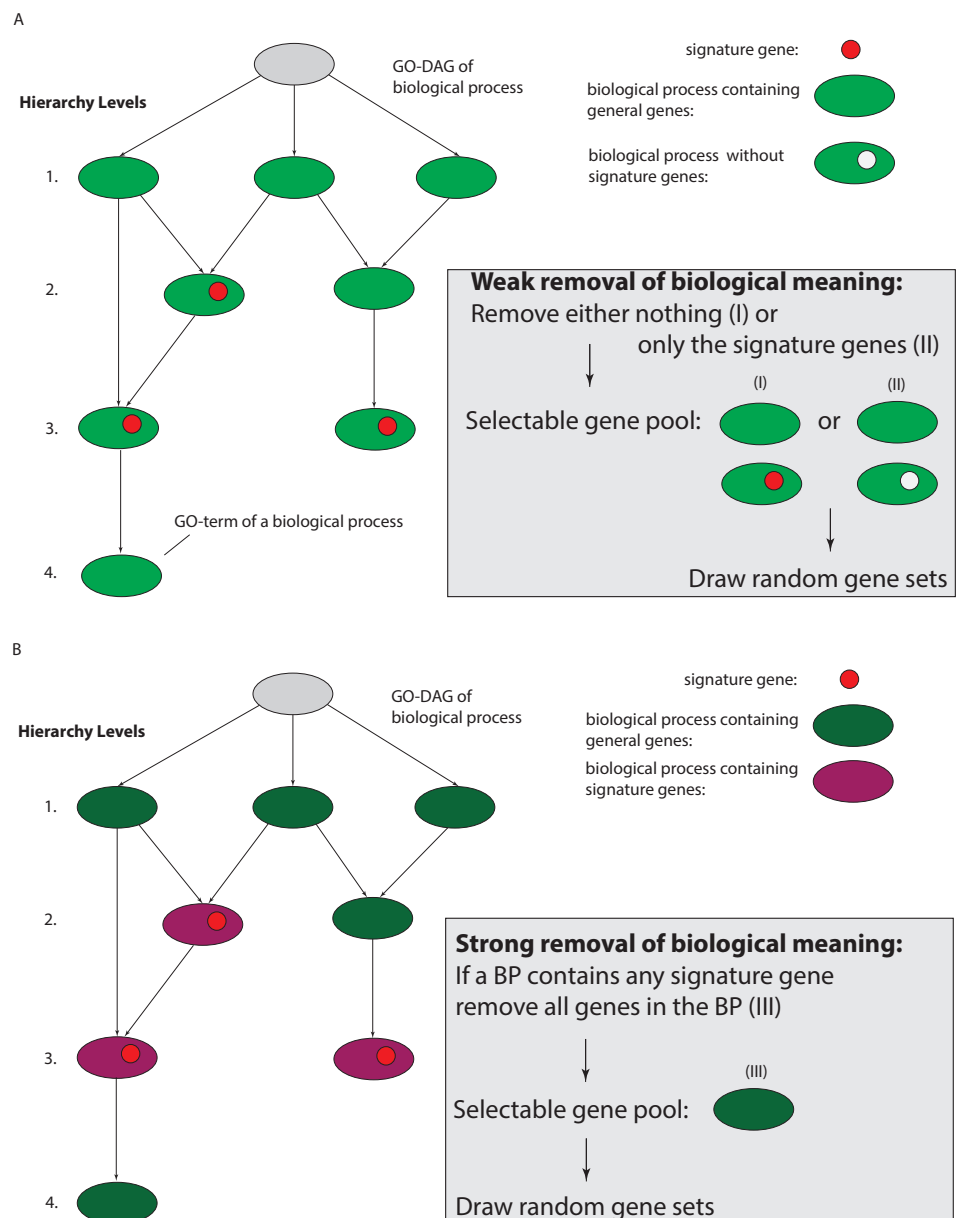 A
GO-DAG of
biological process
Hierarchy Levels
signature gene:
biological process containing
general genes:
biological process without
signature genes:
1.
2.
3.
4.
GO-term of a biological process
Weak removal of biological meaning:
Remove either nothing (I) or
only the signature genes (II)
(I)
(II)
Selectable gene pool:
or
Draw random gene sets
B
GO-DAG of
biological process
Hierarchy Levels
signature gene:
biological process containing
general genes:
biological process containing
signature genes:
1.
2.
3.
4.
Strong removal of biological meaning:
If a BP contains any signature gene
remove all genes in the BP (III)
(III)
Selectable gene pool:
Draw random gene sets